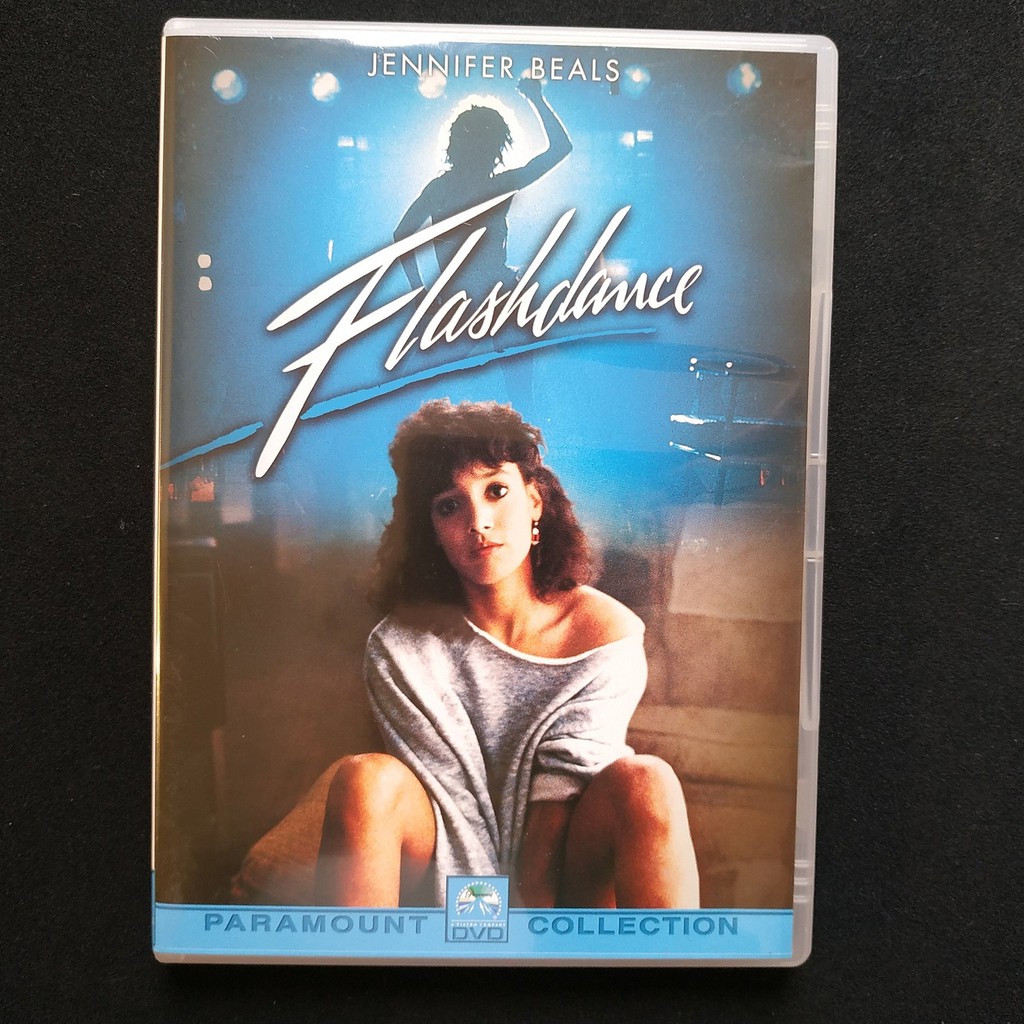 JENNIFER BEALS
Flashdance
PARAMOUNT DVD COLLECTION